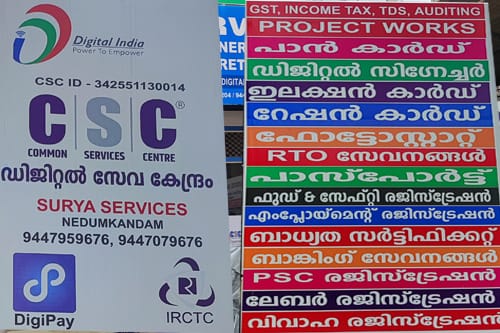 Digital India
Power To Empower
CSC ID - 342551130014
CSC®
COMMON SERVICES CENTRE
ഡിജിറ്റൽ സേവ കേന്ദ്രം
SURYA SERVICES
NEDUMKANDAM
9447959676, 9447079676
DigiPay
IRCTC
GST, INCOME TAX, TDS, AUDITING
PROJECT WORKS
പാൻ കാർഡ്
ഡിജിറ്റൽ സിഗ്നേച്ചർ
ഇലക്ഷൻ കാർഡ്
റേഷൻ കാർഡ്
ഫോട്ടോസ്റ്റാറ്റ്
RTO സേവനങ്ങൾ
പാസ്പോർട്ട്
ഫുഡ് & സേഫ്റ്റി രജിസ്ട്രേഷൻ
എംപ്ലോയ്മെന്റ് രജിസ്ട്രേഷൻ
ബാധ്യത സർട്ടിഫിക്കറ്റ്
ബാങ്കിംഗ് സേവനങ്ങൾ
PSC രജിസ്ട്രേഷൻ
ലേബർ രജിസ്ട്രേഷൻ
വിവാഹ രജിസ്ട്രേഷൻ